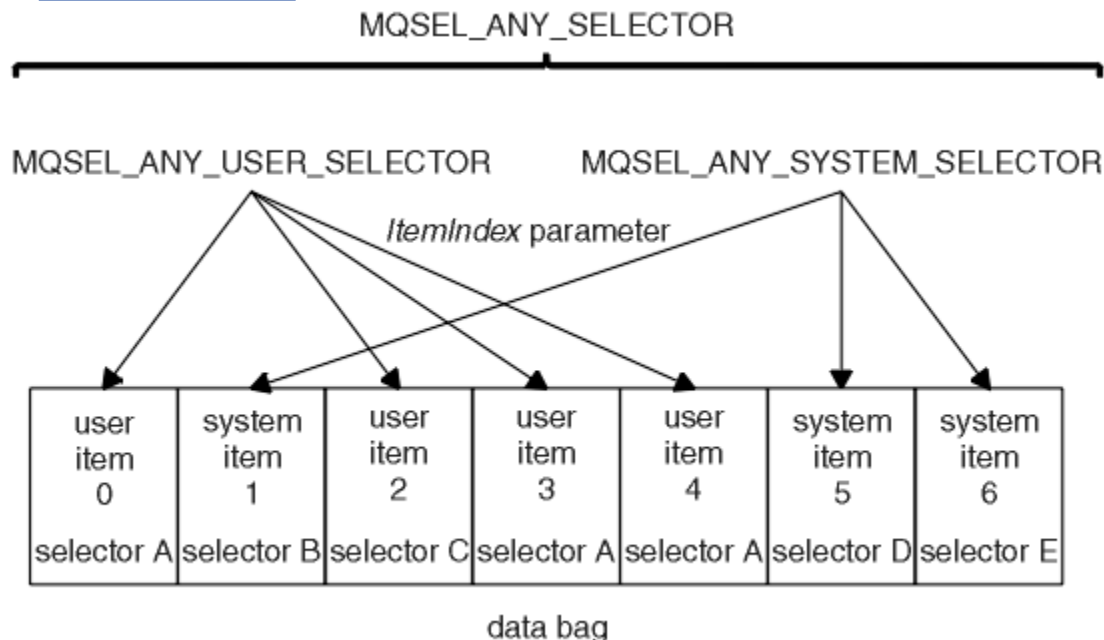 MQSEL_ANY_SELECTOR
MQSEL_ANY_USER_SELECTOR
MQSEL_ANY_SYSTEM_SELECTOR
ItemIndex parameter
user
item
0
selector A
system
item
1
selector B
user
item
2
selector C
user
item
3
selector A
user
item
4
selector A
system
item
5
selector D
system
item
6
selector E
data bag